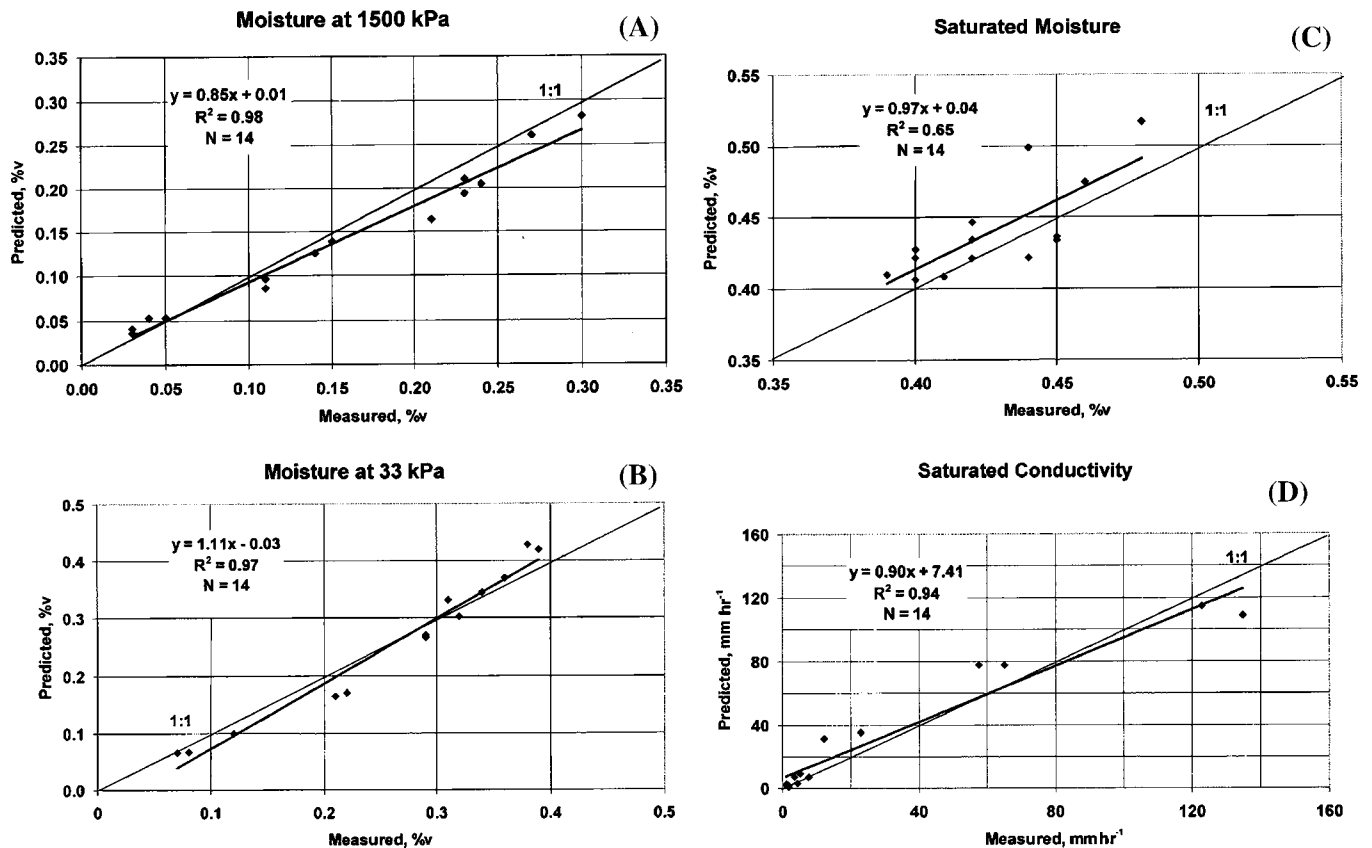 Moisture at 1500 kPa
(A)
0.35
0.30
0.25
0.20
0.15
0.10
0.05
0.00
Predicted, %v
y = 0.85x + 0.01
R² = 0.98
N = 14
1:1
0.00 0.05 0.10 0.15 0.20 0.25 0.30 0.35
Measured, %v
Saturated Moisture
(C)
0.55
0.50
0.45
0.40
0.35
Predicted, %v
y = 0.97x + 0.04
R² = 0.65
N = 14
1:1
0.35 0.40 0.45 0.50 0.55
Measured, %v
Moisture at 33 kPa
(B)
0.5
0.4
0.3
0.2
0.1
0.0
Predicted, %v
y = 1.11x - 0.03
R² = 0.97
N = 14
1:1
0 0.1 0.2 0.3 0.4 0.5
Measured, %v
Saturated Conductivity
(D)
160
120
80
40
0
Predicted, mm hr⁻¹
y = 0.90x + 7.41
R² = 0.94
N = 14
1:1
0 40 80 120 160
Measured, mm hr⁻¹